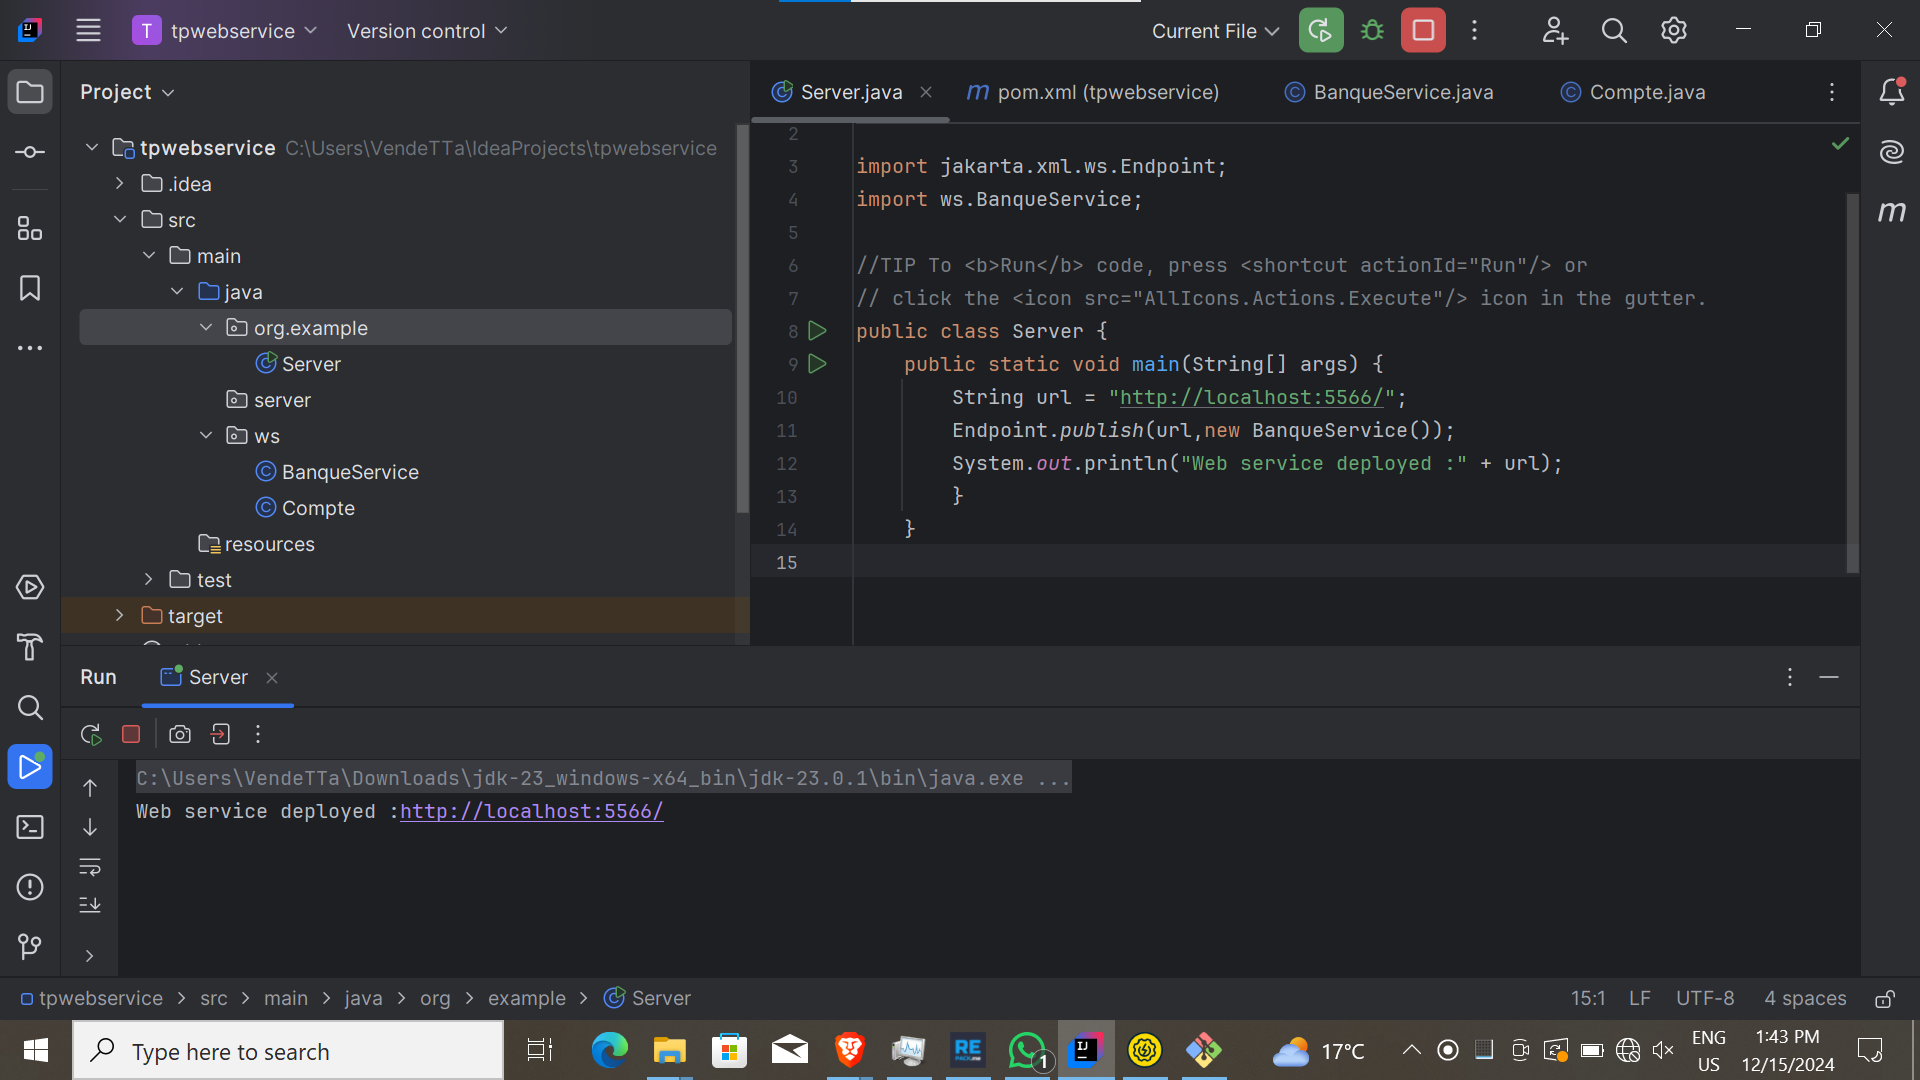 T tpwebservice
Version control
Current File
Project
Server.java
m pom.xml (tpwebservice)
BanqueService.java
Compte.java
tpwebservice C:\Users\VendeTTa\IdeaProjects\tpwebservice
.idea
src
main
java
org.example
Server
server
ws
BanqueService
Compte
resources
test
target
2
3 import jakarta.xml.ws.Endpoint;
4 import ws.BanqueService;
5
6 //TIP To <b>Run</b> code, press <shortcut actionId="Run"/> or
7 // click the <icon src="AllIcons.Actions.Execute"/> icon in the gutter.
8 public class Server {
9 public static void main(String[] args) {
10 String url = "http://localhost:5566/";
11 Endpoint.publish(url,new BanqueService());
12 System.out.println("Web service deployed :" + url);
13 }
14 }
15
Run
Server
C:\Users\VendeTTa\Downloads\jdk-23_windows-x64_bin\jdk-23.0.1\bin\java.exe ...
Web service deployed :http://localhost:5566/
tpwebservice > src > main > java > org > example > Server
15:1 LF UTF-8 4 spaces
Type here to search
1
17°C
ENG
US
1:43 PM
12/15/2024